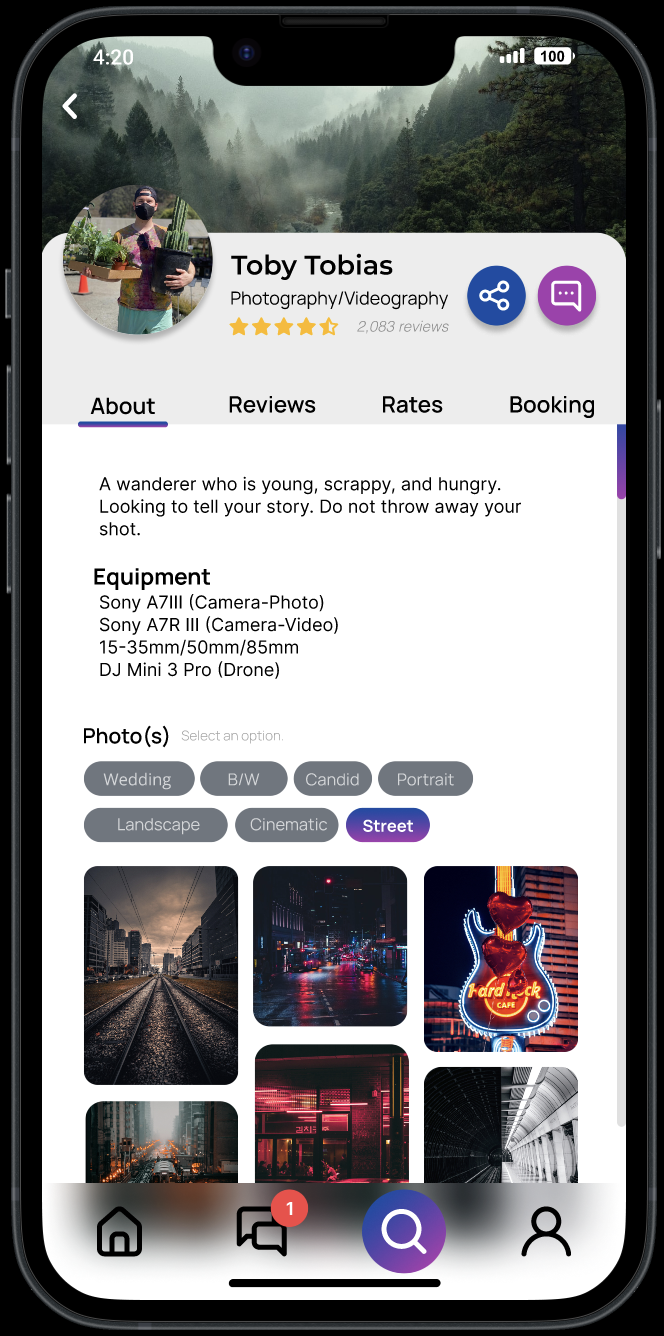 4:20
100
Toby Tobias
Photography/Videography
2,083 reviews
About Reviews Rates Booking
A wanderer who is young, scrappy, and hungry.
Looking to tell your story. Do not throw away your
shot.
Equipment
Sony A7III (Camera-Photo)
Sony A7R III (Camera-Video)
15-35mm/50mm/85mm
DJ Mini 3 Pro (Drone)
Photo(s) Select an option.
Wedding B/W Candid Portrait
Landscape Cinematic Street
CAFE
1